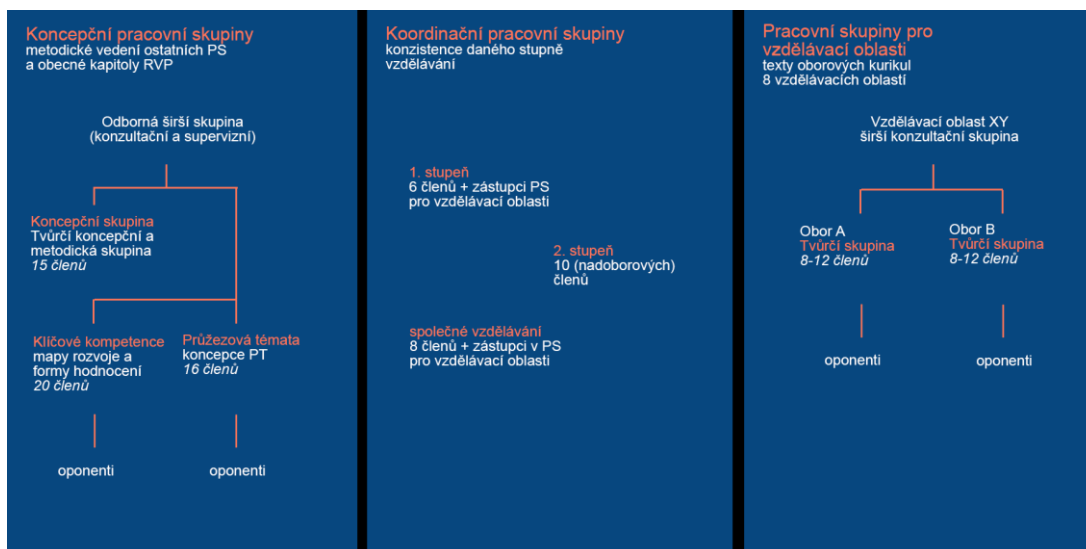 Koncepční pracovní skupiny
metodické vedení ostatních PS
a obecné kapitoly RVP
Odborná širší skupina
(konzultační a supervizní)
Koncepční skupina
Tvůrčí koncepční a
metodická skupina
15 členů
Klíčové kompetence
mapy rozvoje a
formy hodnocení
20 členů
Průžezová témata
koncepce PT
16 členů
oponenti
oponenti
Koordinační pracovní skupiny
konzistence daného stupně
vzdělávání
1. stupeň
6 členů + zástupci PS
pro vzdělávací oblasti
2. stupeň
10 (nadoborových)
členů
společné vzdělávání
8 členů + zástupci v PS
pro vzdělávací oblasti
Pracovní skupiny pro
vzdělávací oblasti
texty oborových kurikul
8 vzdělávacích oblastí
Vzdělávací oblast XY
širší konzultační skupina
Obor A
Tvůrčí skupina
8-12 členů
Obor B
Tvůrčí skupina
8-12 členů
oponenti
oponenti